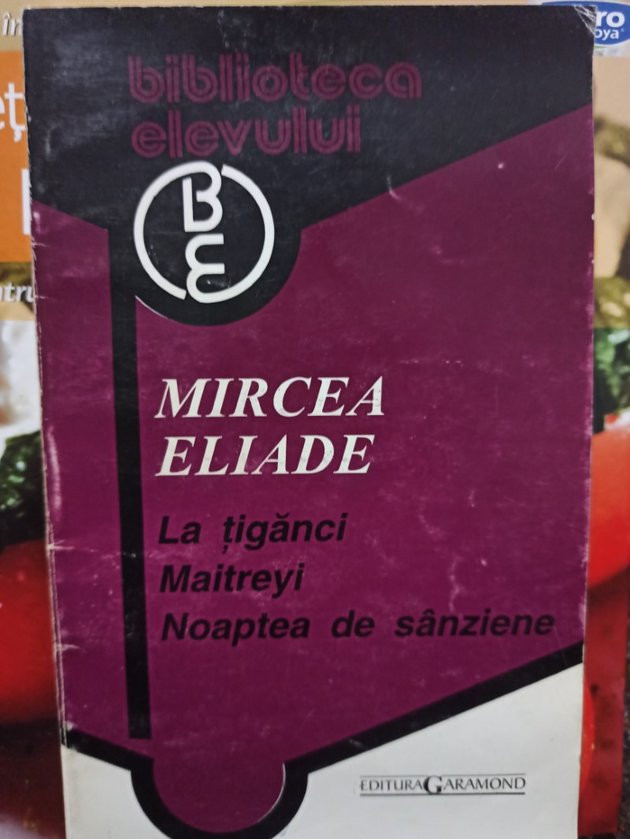 biblioteca
elevului
BE
MIRCEA
ELIADE
La țigănci
Maitreyi
Noaptea de sânziene
EDITURA GARAMOND